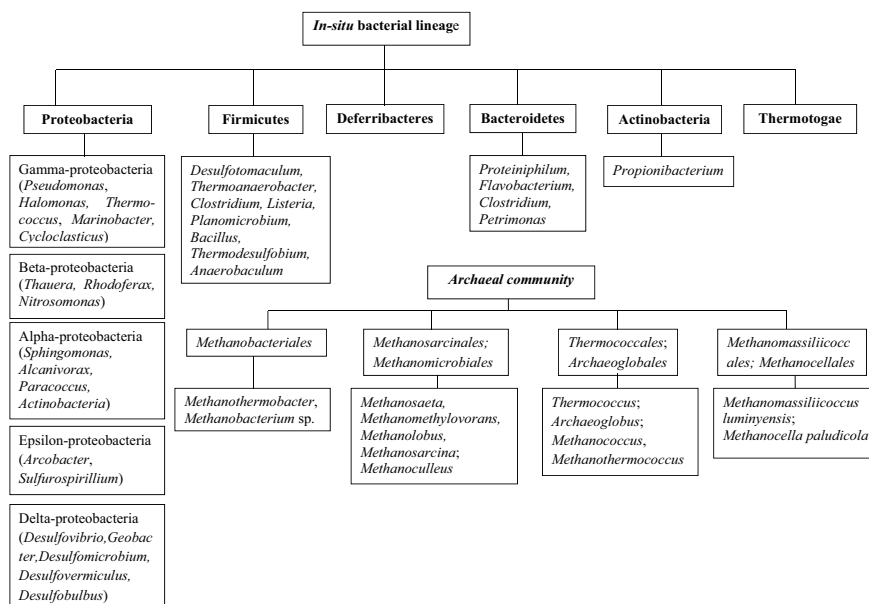 In-situ bacterial lineage
Proteobacteria
Firmicutes
Deferribacteres
Bacteroidetes
Actinobacteria
Thermotogae
Gamma-proteobacteria
(Pseudomonas,
Halomonas, Thermo-
coccus, Marinobacter,
Cycloclasticus)
Desulfotomaculum,
Thermoanaerobacter,
Clostridium, Listeria,
Planomicrobium,
Bacillus,
Thermodesulfobium,
Anaerobaculum
Proteiniphilum,
Flavobacterium,
Clostridium,
Petrimonas
Propionibacterium
Beta-proteobacteria
(Thauera, Rhodoferax,
Nitrosomonas)
Alpha-proteobacteria
(Sphingomonas,
Alcanivorax,
Paracoccus,
Actinobacteria)
Epsilon-proteobacteria
(Arcobacter,
Sulfurospirillium)
Delta-proteobacteria
(Desulfovibrio,Geobac
ter,Desulfomicrobium,
Desulfovermiculus,
Desulfobulbus)
Archaeal community
Methanobacteriales
Methanosarcinales;
Methanomicrobiales
Thermococcales;
Archaeoglobales
Methanomassiliicocc
ales; Methanocellales
Methanothermobacter,
Methanobacterium sp.
Methanosaeta,
Methanomethylovorans,
Methanolobus,
Methanosarcina;
Methanoculleus
Thermococcus;
Archaeoglobus;
Methanococcus,
Methanothermococcus
Methanomassiliicoccus
luminyensis;
Methanocella paludicola